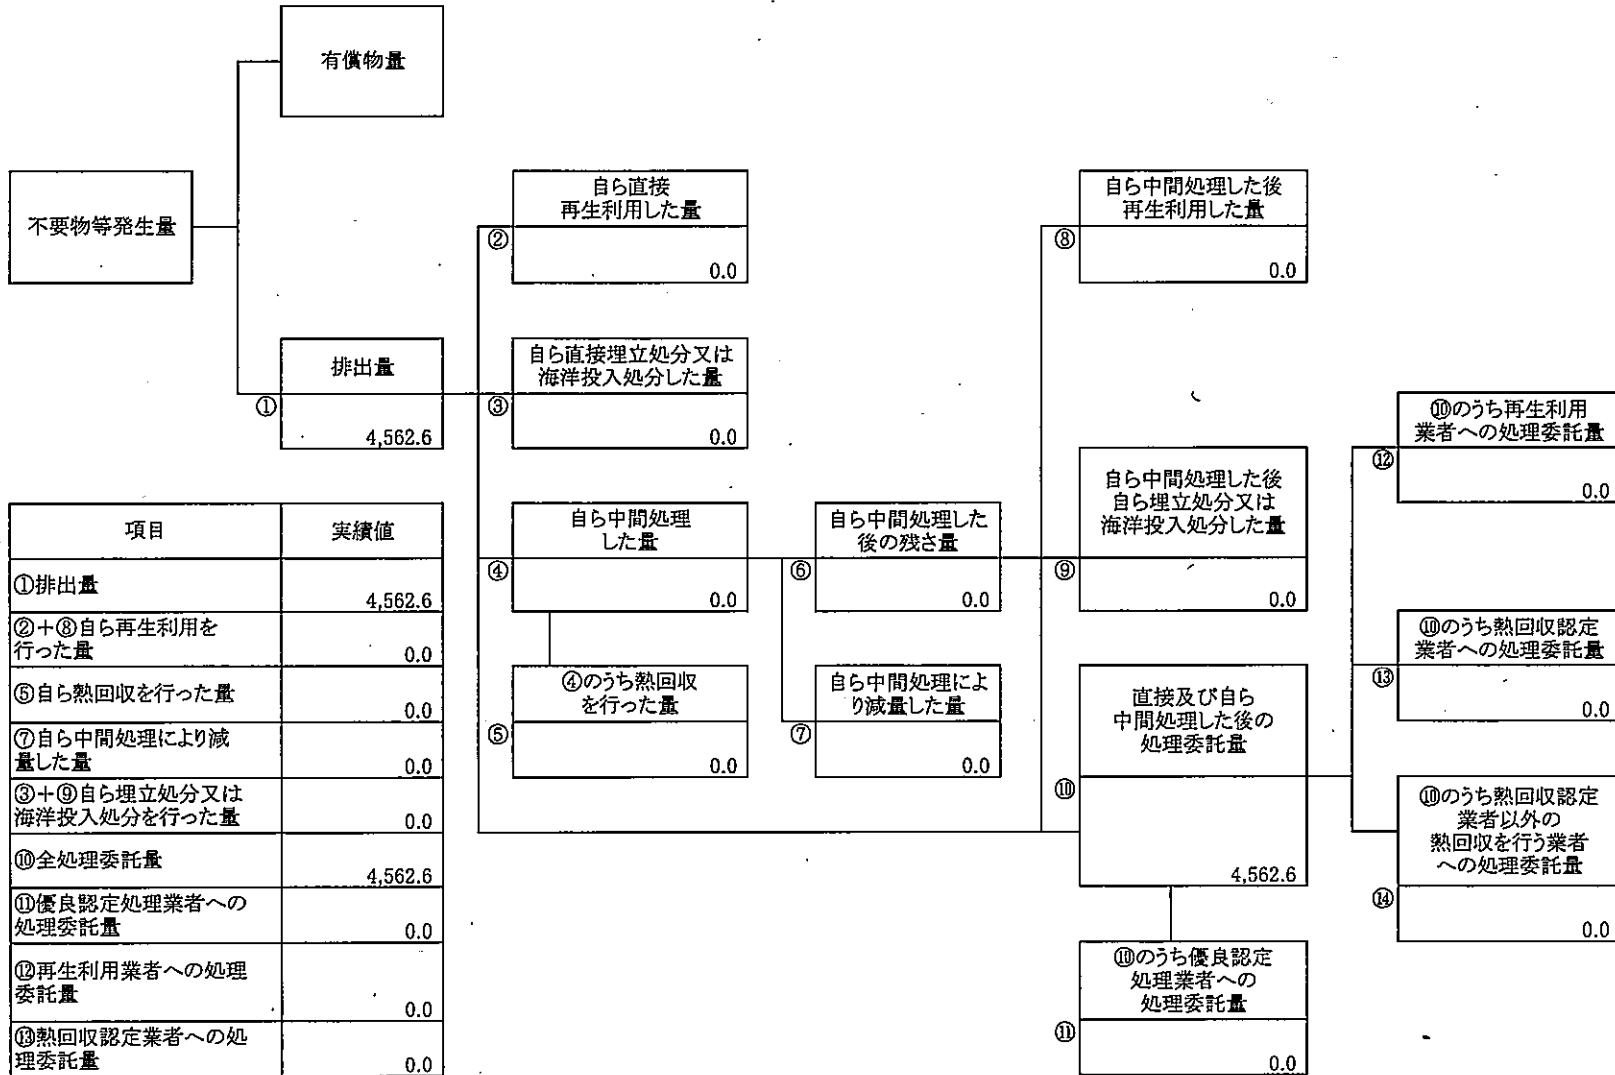 有償物量
不要物等発生量
排出量
①
4,562.6
自ら直接
再生利用した量
②
0.0
自ら直接埋立処分又は
海洋投入処分した量
③
0.0
自ら中間処理
した量
④
0.0
④のうち熱回収
を行った量
⑤
0.0
自ら中間処理した
後の残さ量
⑥
0.0
自ら中間処理によ
り減量した量
⑦
0.0
自ら中間処理した後
再生利用した量
⑧
0.0
自ら中間処理した後
自ら埋立処分又は
海洋投入処分した量
⑨
0.0
直接及び自ら
中間処理した後の
処理委託量
⑩
4,562.6
⑩のうち優良認定
処理業者への
処理委託量
⑪
0.0
⑩のうち再生利用
業者への処理委託量
⑫
0.0
⑩のうち熱回収認定
業者への処理委託量
⑬
0.0
⑩のうち熱回収認定
業者以外の
熱回収を行う業者
への処理委託量
⑭
0.0
項目 実績値
①排出量
4,562.6
②+⑧自ら再生利用を
行った量 0.0
⑤自ら熱回収を行った量
0.0
⑦自ら中間処理により減
量した量 0.0
③+⑨自ら埋立処分又は
海洋投入処分を行った量 0.0
⑩全処理委託量
4,562.6
⑪優良認定処理業者への
処理委託量 0.0
⑫再生利用業者への処理
委託量 0.0
⑬熱回収認定業者への処
理委託量 0.0